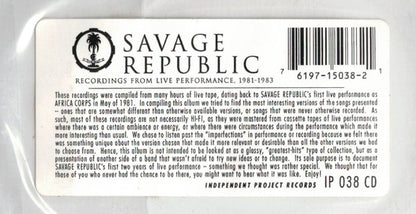 SAVAGE
REPUBLIC
RECORDINGS FROM LIVE PERFORMANCE, 1981-1983
7 6197-15038-2 1
These recordings were compiled from many hours of live tape, dating back to SAVAGE REPUBLIC's first live performance as
AFRICA CORPS in May of 1981. In compiling this album we tried to find the most interesting versions of the songs presented
- ones that are somewhat different than otherwise available versions, or songs that were never otherwise recorded. As
such, most of these recordings are not necessarily HI-FI, as they were mastered from cassette tapes of live performances
where there was a certain ambience or energy, or where there were circumstances during the performance which made it
more interesting than usual. We chose to listen past the "imperfections" in performance or recording because we felt there
was something unique about the version chosen that made it more relevant or desirable than all the other versions we had
to choose from. Hence, this album is not intended to be looked at as a glossy, "greatest-hits" type of collection, but as a
presentation of another side of a band that wasn't afraid to try new ideas or to change. Its sole purpose is to document
SAVAGE REPUBLIC's first two years of live performance - something we thought was rather special. We thought that for
those of you who never had the chance to be there, you might want to hear what it was like. Enjoy!
INDEPENDENT PROJECT RECORDS IP 038 CD